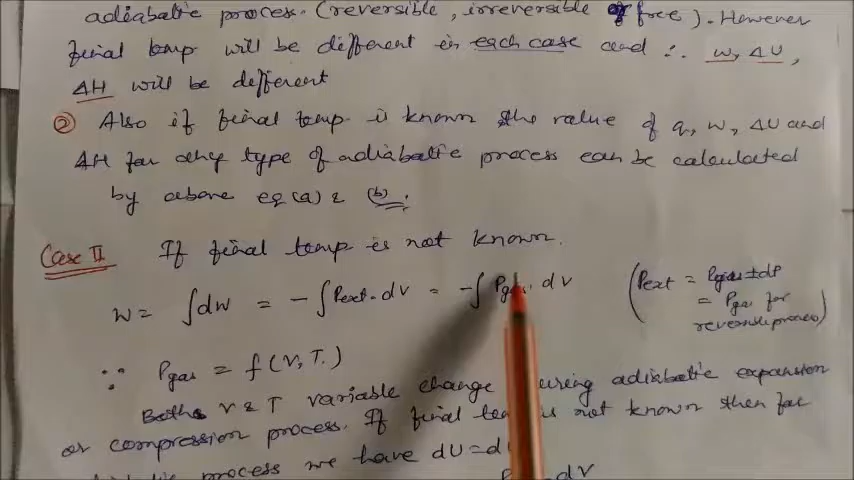 adiabatic process. (reversible, irreversible or free). However
final temp will be different in each case and ∴ w, ΔU,
ΔH will be different
② Also if final temp. is known the value of q, w, ΔU and
ΔH for any type of adiabatic process can be calculated
by above eq (a) & (b).
Case II If final temp is not known.
w = ∫dw = -∫Pext. dV = -∫Pgas. dV (Pext = Pgas ± dP
= Pgas for
reversible process)
∵ Pgas = f(V, T.)
Both V & T variable change during adiabatic expansion
or compression process. If final is not known then for
process we have dU = d
dV